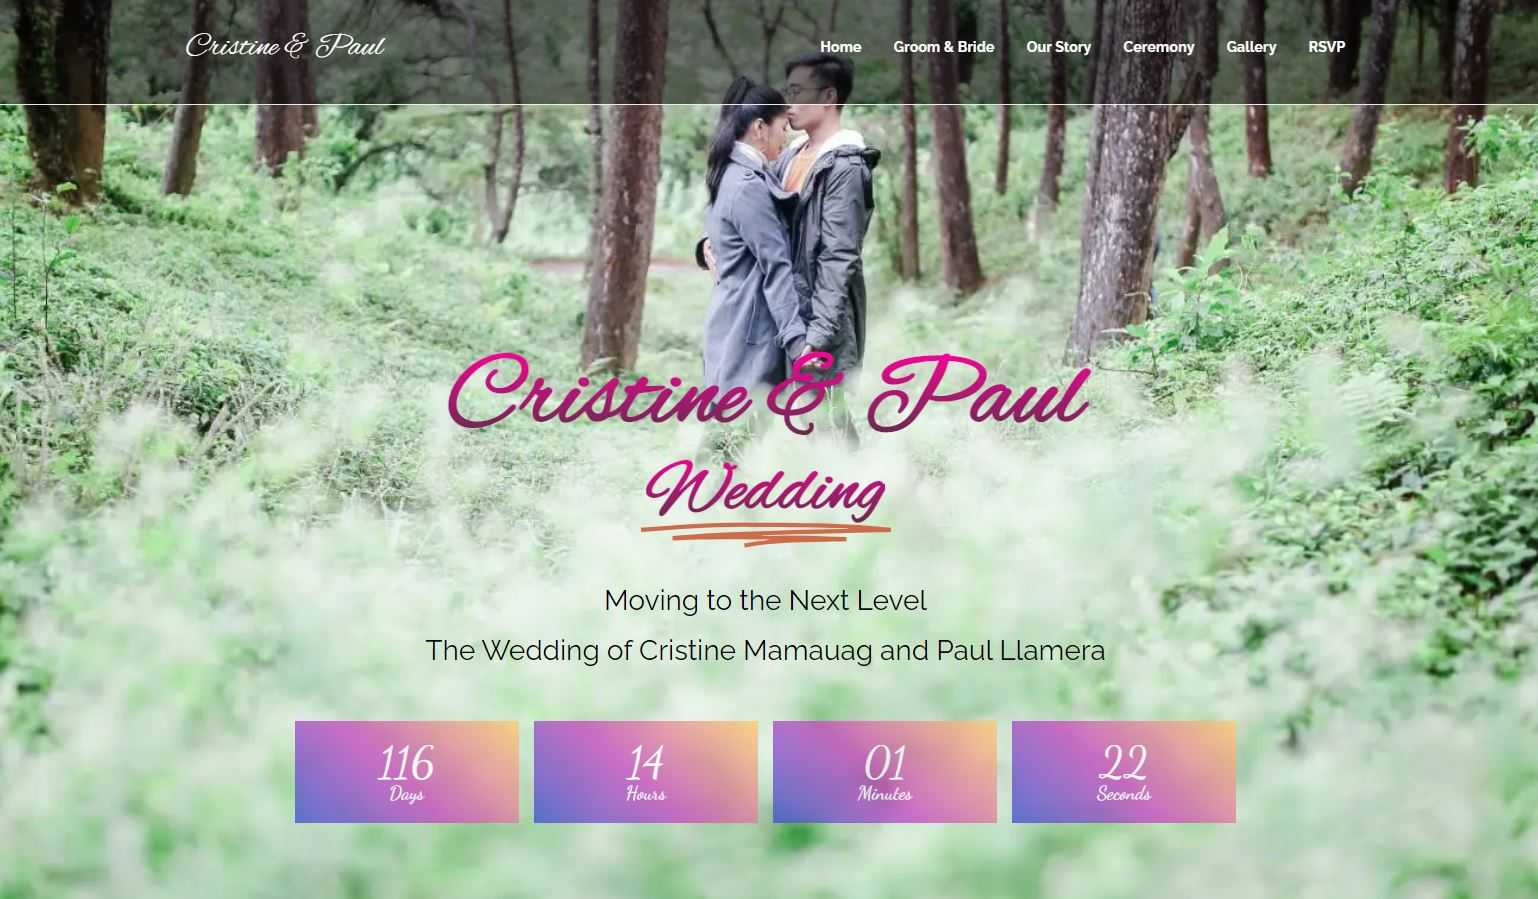 Cristine & Paul
Home Groom & Bride Our Story Ceremony Gallery RSVP
Cristine & Paul
Wedding
Moving to the Next Level
The Wedding of Cristine Mamauag and Paul Llamera
116 14 01 22
Days Hours Minutes Seconds